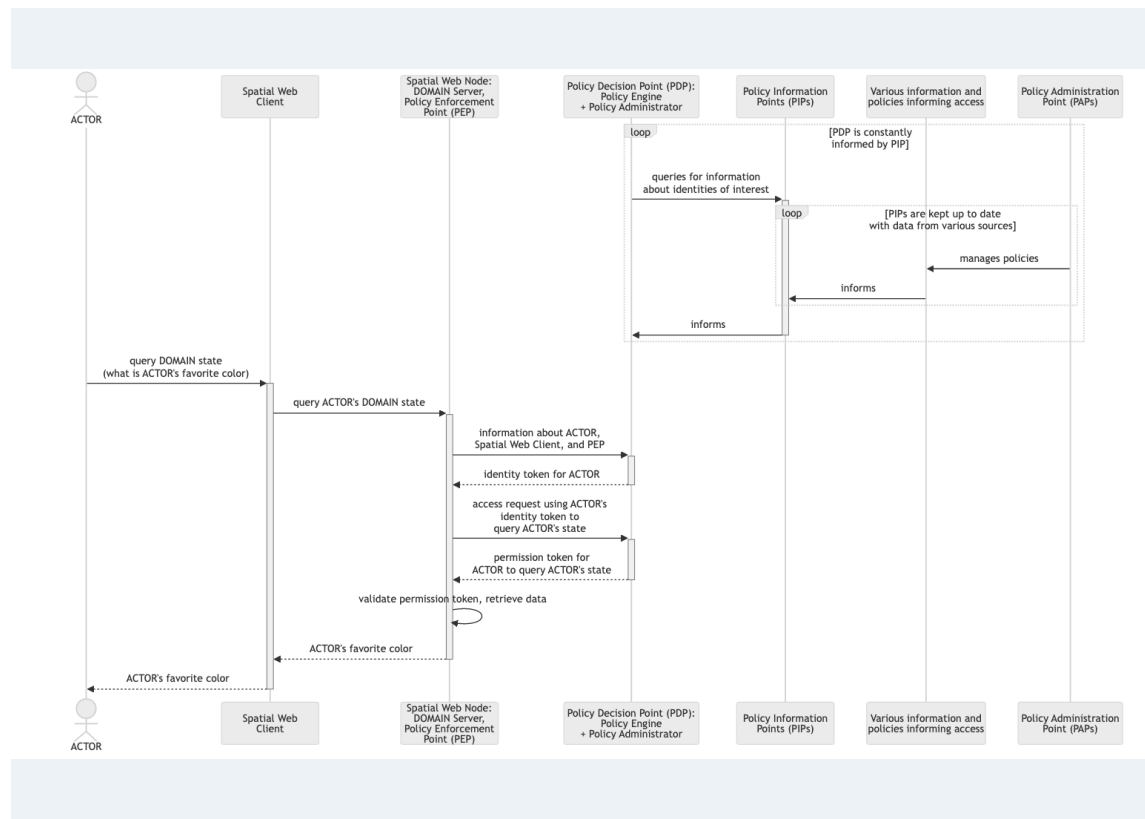 ACTOR
Spatial Web
Client
Spatial Web Node:
DOMAIN Server,
Policy Enforcement
Point (PEP)
Policy Decision Point (PDP):
Policy Engine
+ Policy Administrator
Policy Information
Points (PIPs)
Various information and
policies informing access
Policy Administration
Point (PAPs)
loop
[PDP is constantly
informed by PIP]
queries for information
about identities of interest
loop
[PIPs are kept up to date
with data from various sources]
manages policies
informs
informs
query DOMAIN state
(what is ACTOR's favorite color)
query ACTOR's DOMAIN state
information about ACTOR,
Spatial Web Client, and PEP
identity token for ACTOR
access request using ACTOR's
identity token to
query ACTOR's state
permission token for
ACTOR to query ACTOR's state
validate permission token, retrieve data
ACTOR's favorite color
ACTOR's favorite color
ACTOR
Spatial Web
Client
Spatial Web Node:
DOMAIN Server,
Policy Enforcement
Point (PEP)
Policy Decision Point (PDP):
Policy Engine
+ Policy Administrator
Policy Information
Points (PIPs)
Various information and
policies informing access
Policy Administration
Point (PAPs)